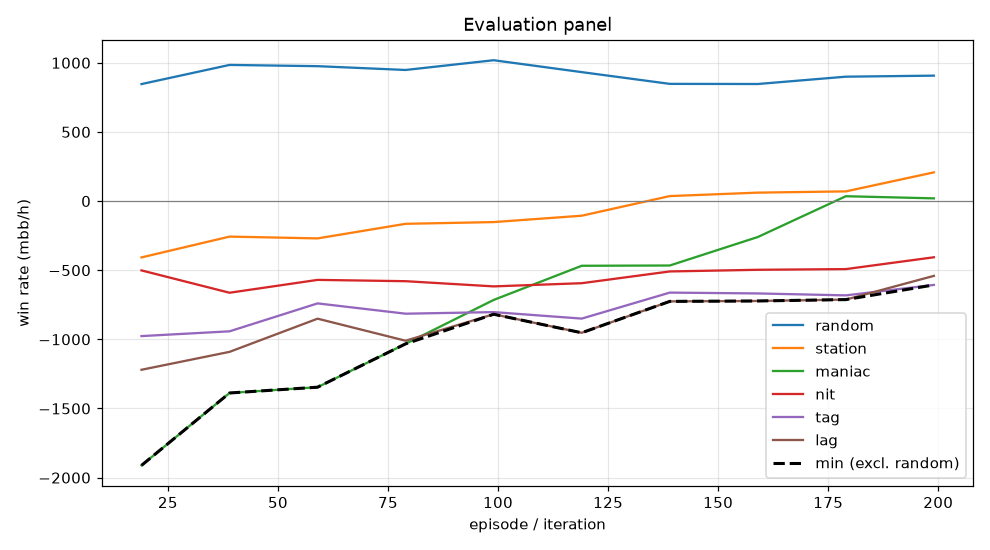 Evaluation panel
win rate (mbb/h)
1000
500
0
−500
−1000
−1500
−2000
random
station
maniac
nit
tag
lag
min (excl. random)
25
50
75
100
125
150
175
200
episode / iteration